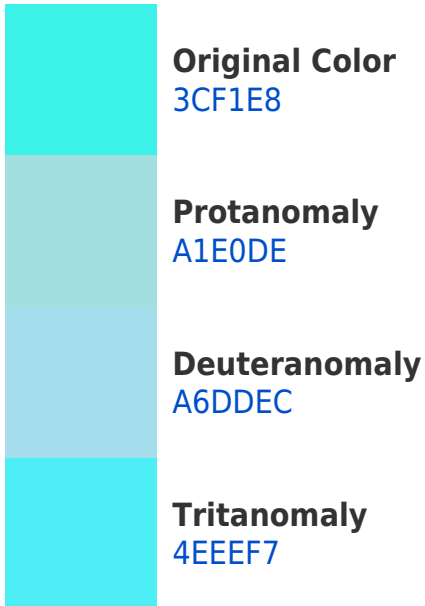 Original Color
3CF1E8
Protanomaly
A1E0DE
Deuteranomaly
A6DDEC
Tritanomaly
4EEEF7